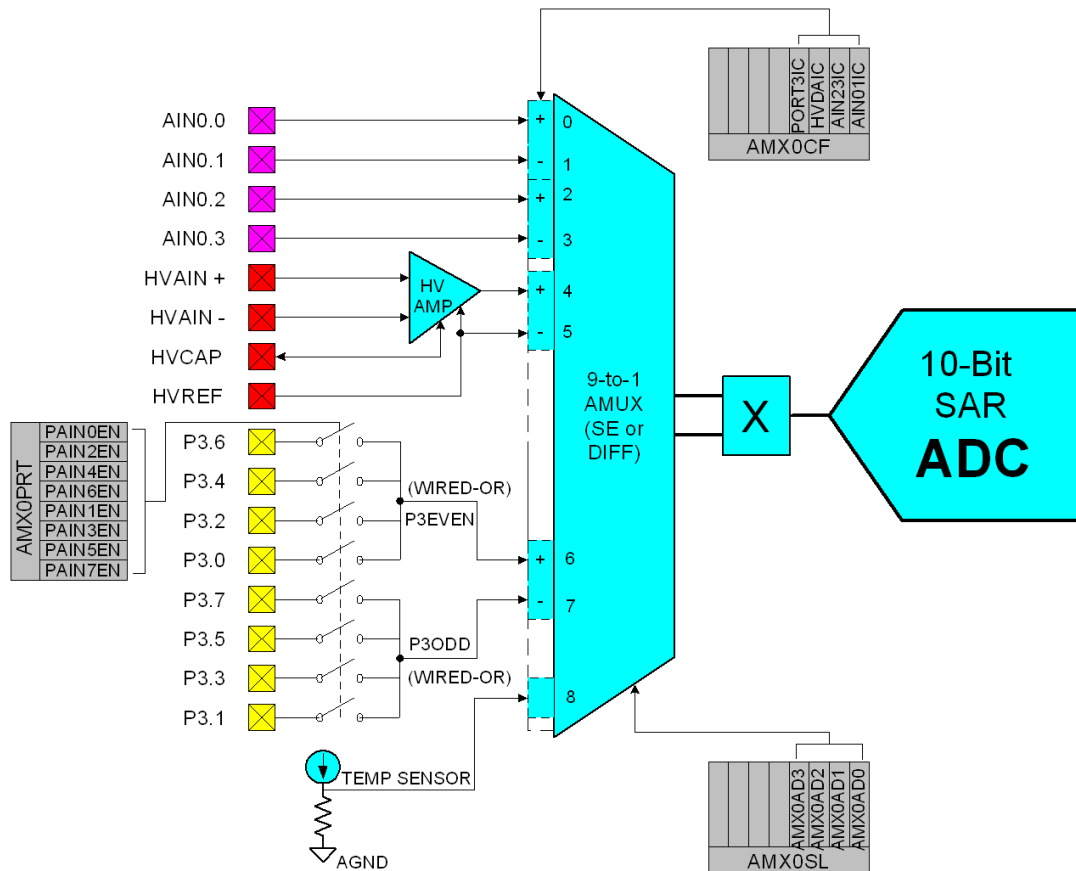 PORT3IC
HVDAIC
AIN23IC
AIN01IC
AMX0CF
AIN0.0
+
0
AIN0.1
-
1
AIN0.2
+
2
AIN0.3
-
3
HVAIN +
HV
AMP
+
4
HVAIN -
-
5
HVCAP
HVREF
9-to-1
AMUX
(SE or
DIFF)
X
10-Bit
SAR
ADC
AMX0PRT
PAIN0EN
PAIN2EN
PAIN4EN
PAIN6EN
PAIN1EN
PAIN3EN
PAIN5EN
PAIN7EN
P3.6
P3.4
(WIRED-OR)
P3.2
P3EVEN
P3.0
+
6
P3.7
-
7
P3.5
P3ODD
P3.3
(WIRED-OR)
P3.1
8
TEMP SENSOR
AGND
AMX0AD3
AMX0AD2
AMX0AD1
AMX0AD0
AMX0SL